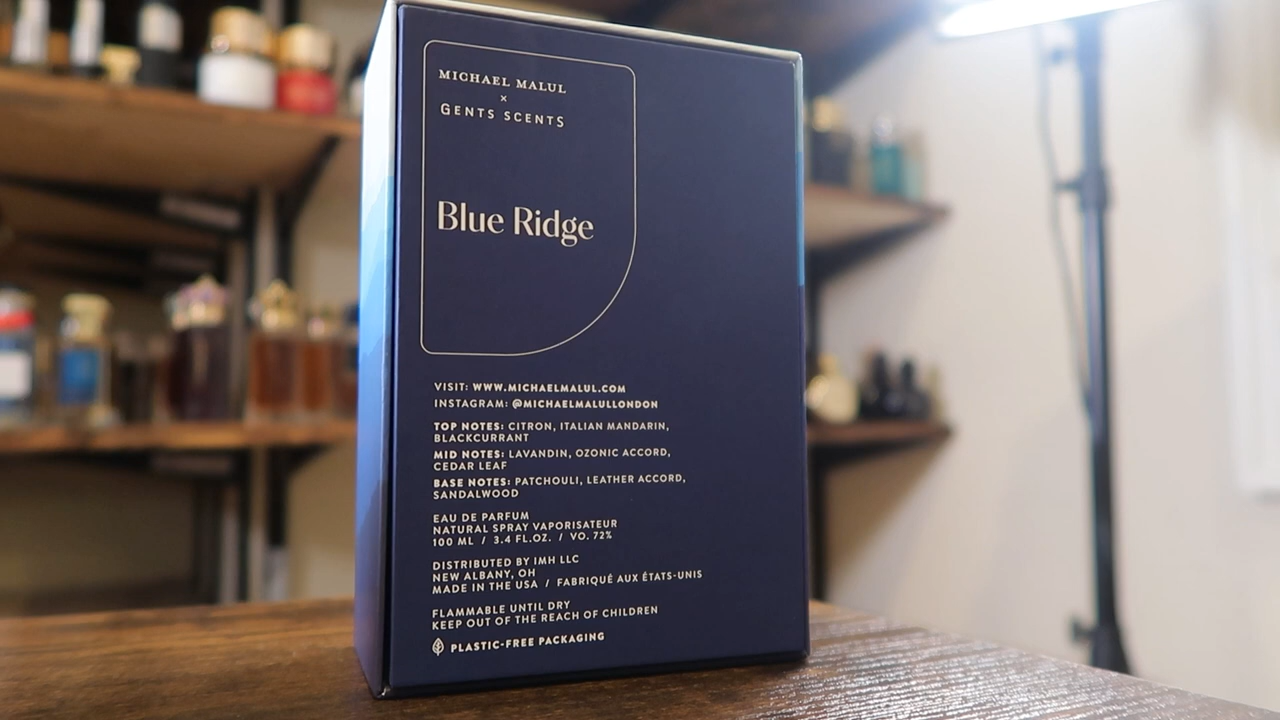 MICHAEL MALUL
×
GENTS SCENTS
Blue Ridge
VISIT: WWW.MICHAELMALUL.COM
INSTAGRAM: @MICHAELMALULLONDON
TOP NOTES: CITRON, ITALIAN MANDARIN,
BLACKCURRANT
MID NOTES: LAVANDIN, OZONIC ACCORD,
CEDAR LEAF
BASE NOTES: PATCHOULI, LEATHER ACCORD,
SANDALWOOD
EAU DE PARFUM
NATURAL SPRAY VAPORISATEUR
100 ML / 3.4 FL.OZ. / VO. 72%
DISTRIBUTED BY IMH LLC
NEW ALBANY, OH
MADE IN THE USA / FABRIQUÉ AUX ÉTATS-UNIS
FLAMMABLE UNTIL DRY
KEEP OUT OF THE REACH OF CHILDREN
PLASTIC-FREE PACKAGING